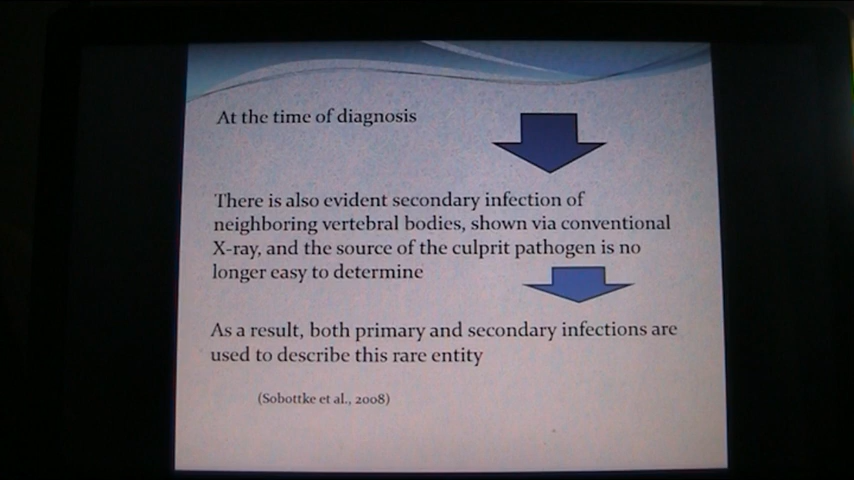 At the time of diagnosis
There is also evident secondary infection of
neighboring vertebral bodies, shown via conventional
X-ray, and the source of the culprit pathogen is no
longer easy to determine
As a result, both primary and secondary infections are
used to describe this rare entity
(Sobottke et al., 2008)